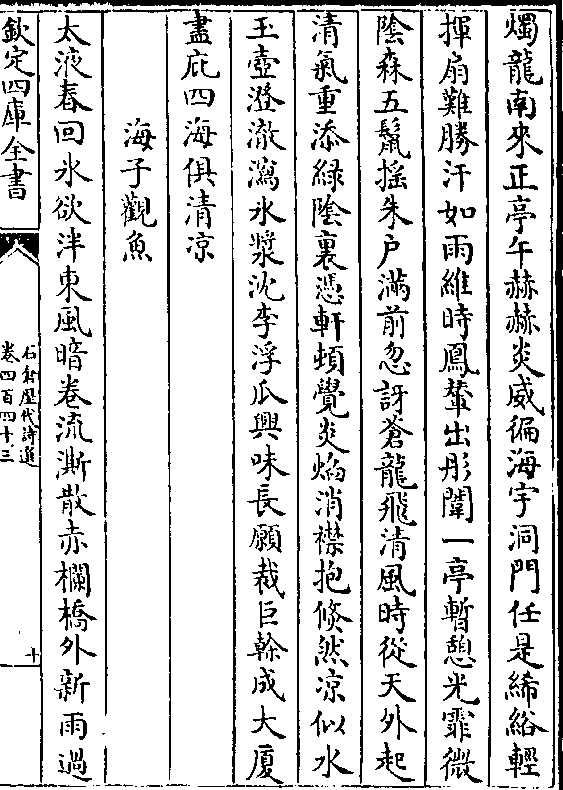 燭龍南來正亭午赫赫炎威徧海宇洞門任是絺綌輕
揮扇難勝汗如雨維時鳳輦出彤闈一亭暫憩光霏微
陰森五鬛摇朱户滿前忽訝蒼龍飛清風時從天外起
清氣重添緑陰裏憑軒頓覺炎焰消襟抱翛然凉似水
玉壺澄澈瀉氷漿沈李浮瓜興味長願裁巨榦成大厦
盡庇四海俱清凉
海子觀魚
太液春回氷欲泮東風暗卷流澌散赤欄橋外新雨過
欽定四庫全書
石倉歴代詩選
卷四百四十三
十